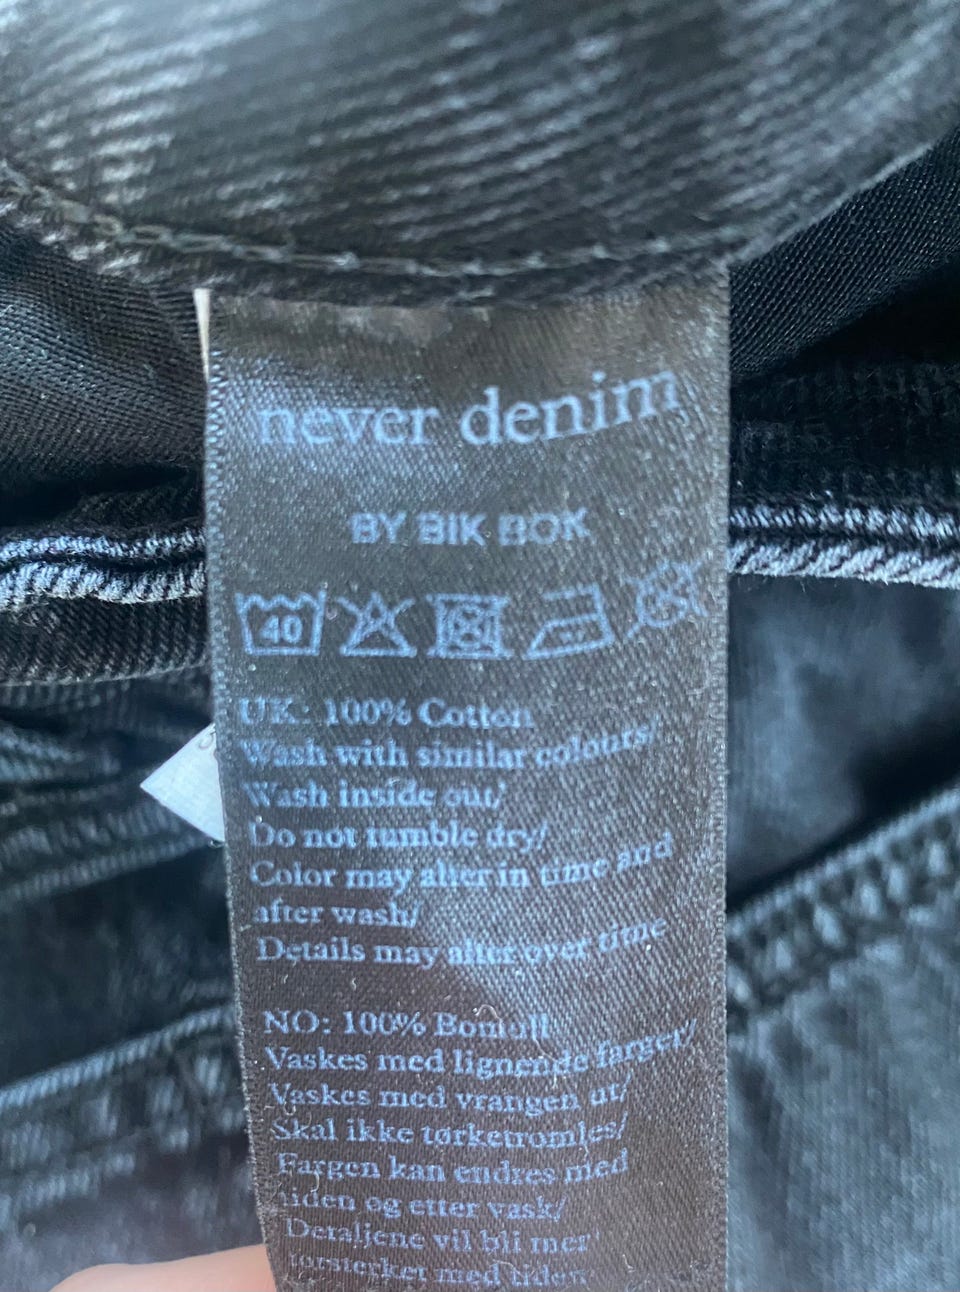 never denim
BY BIK BOK
40
UK: 100% Cotton
Wash with similar colours
Wash inside out/
Do not tumble dry/
Color may alter in time and
after wash/
Details may alter over time
NO: 100% Bomull
Vaskes med lignende farger/
Vaskes med vrangen ut/
Skal ikke tørketromles/
Fargen kan endres med
tiden og etter vask/
Detaljene vil bli mer
forsterket med tiden